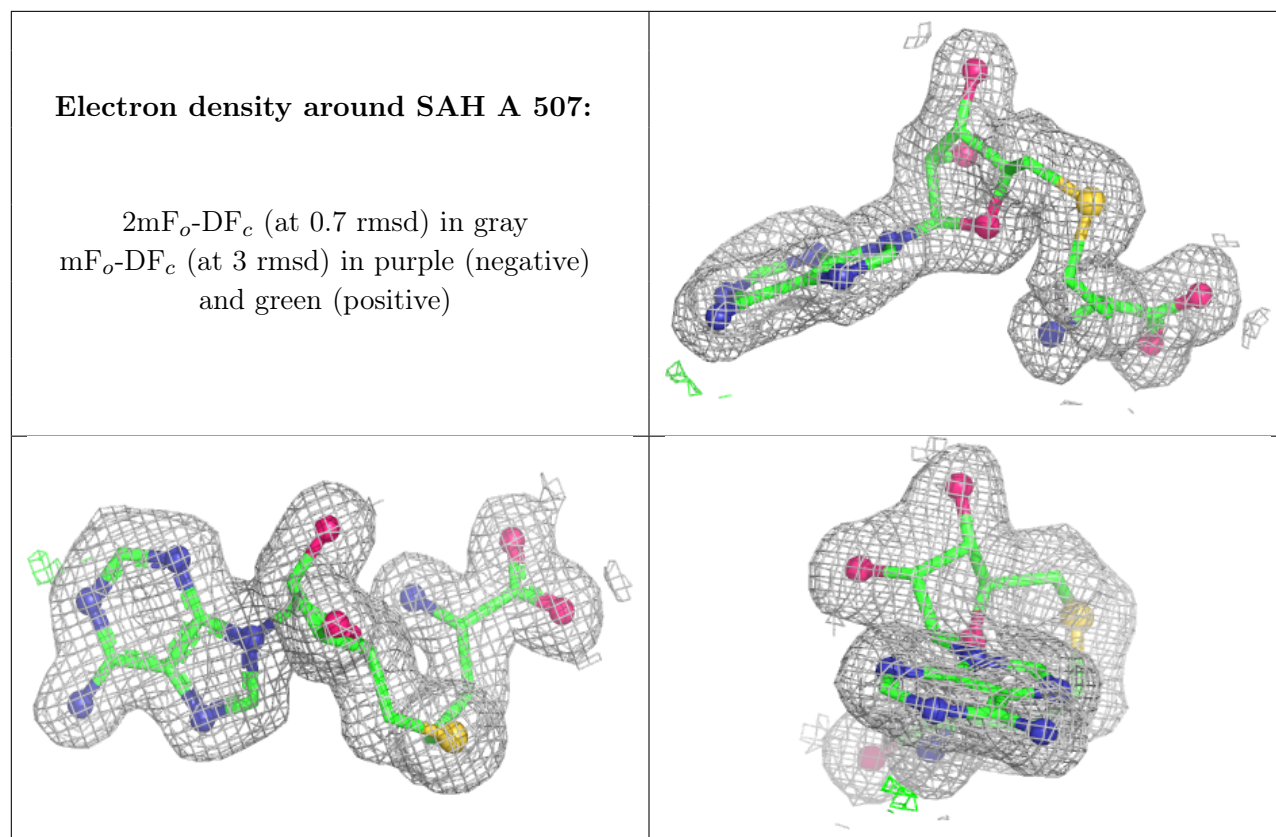 Electron density around SAH A 507:
2mFo-DFc (at 0.7 rmsd) in gray
mFo-DFc (at 3 rmsd) in purple (negative)
and green (positive)